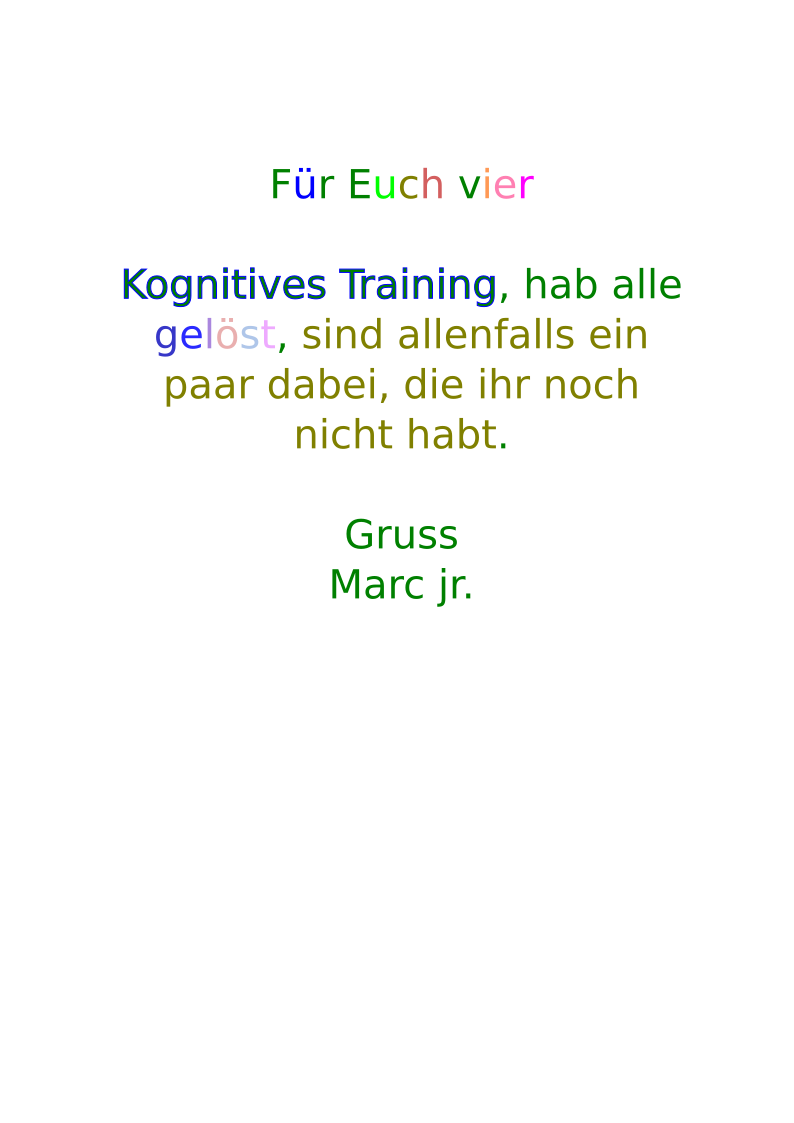 Für Euch vier
Kognitives Training, hab alle
gelöst, sind allenfalls ein
paar dabei, die ihr noch
nicht habt.
Gruss
Marc jr.